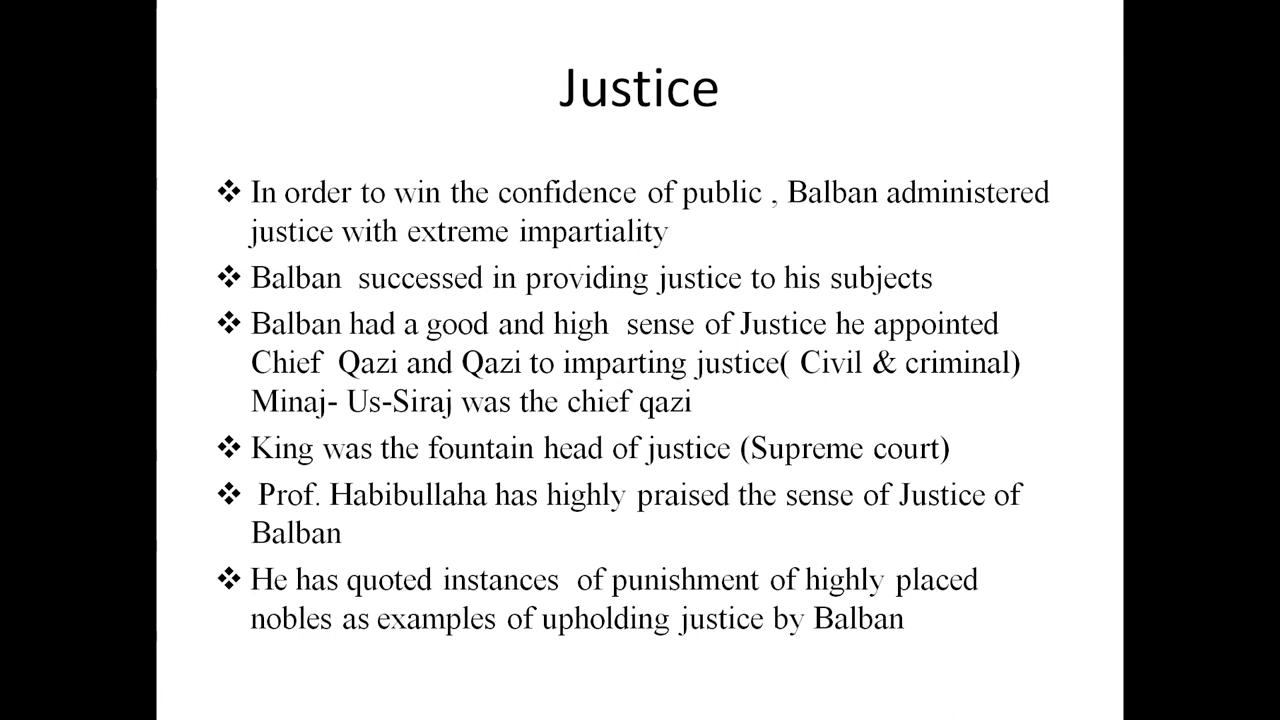 Justice
❖ In order to win the confidence of public , Balban administered
justice with extreme impartiality
❖ Balban successed in providing justice to his subjects
❖ Balban had a good and high sense of Justice he appointed
Chief Qazi and Qazi to imparting justice( Civil & criminal)
Minaj- Us-Siraj was the chief qazi
❖ King was the fountain head of justice (Supreme court)
❖ Prof. Habibullaha has highly praised the sense of Justice of
Balban
❖ He has quoted instances of punishment of highly placed
nobles as examples of upholding justice by Balban